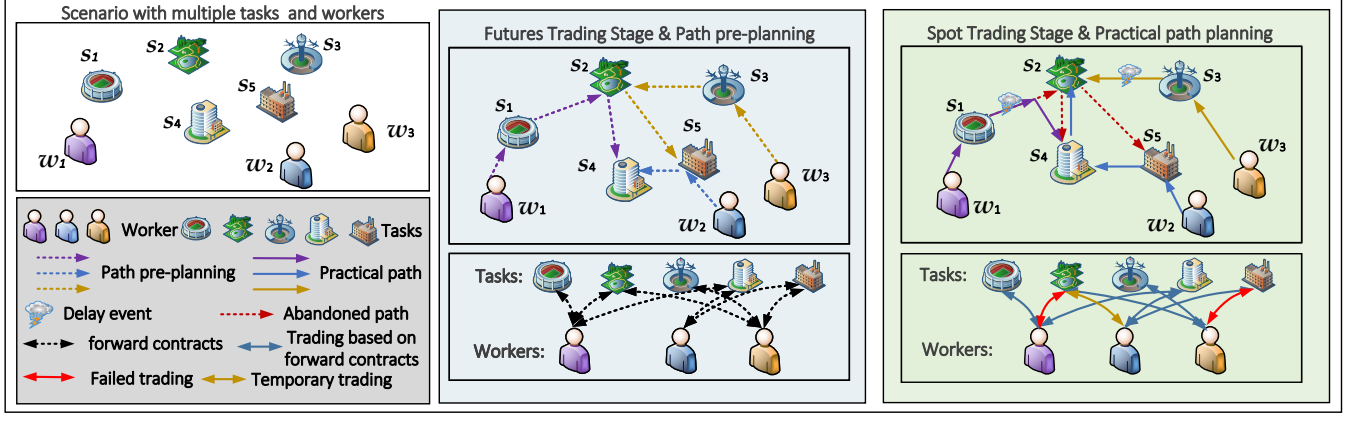 Scenario with multiple tasks and workers
s1
s2
s3
s4
s5
w1
w2
w3
Worker
Tasks
Path pre-planning
Practical path
Delay event
Abandoned path
forward contracts
Trading based on
forward contracts
Failed trading
Temporary trading
Futures Trading Stage & Path pre-planning
s1
s2
s3
s4
s5
w1
w2
w3
Tasks:
Workers:
Spot Trading Stage & Practical path planning
s1
s2
s3
s4
s5
w1
w2
w3
Tasks:
Workers: